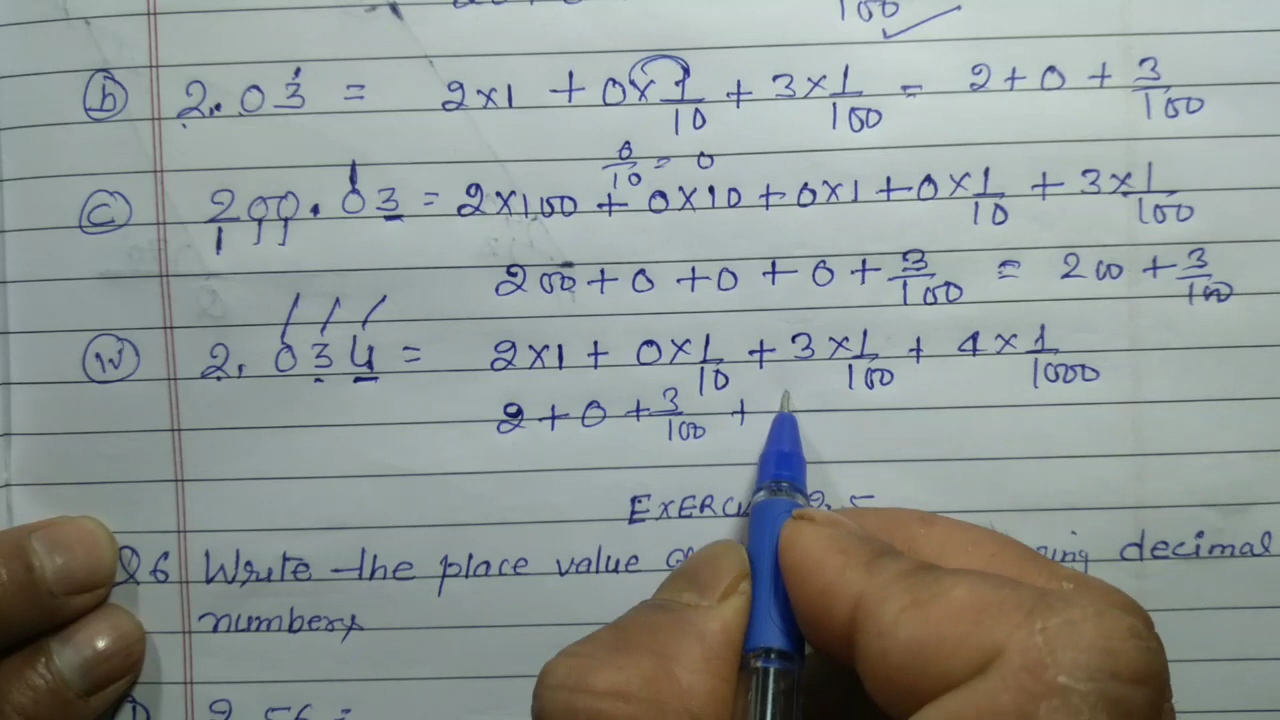 100
(b) 2.03 = 2×1 + 0×1/10 + 3×1/100 = 2+0+3/100
0/10 = 0
(c) 200.03 = 2×100 + 0×10 + 0×1 + 0×1/10 + 3×1/100
200+0+0+0+3/100 = 200+3/100
(iv) 2.034 = 2×1 + 0×1/10 + 3×1/100 + 4×1/1000
2+0+3/100 +
Q6 Write the place value decimal
numbers
2.56 =